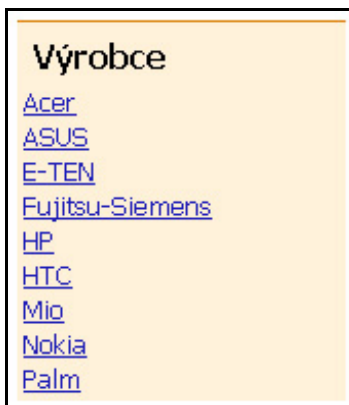 Výrobce
Acer
ASUS
E-TEN
Fujitsu-Siemens
HP
HTC
Mio
Nokia
Palm